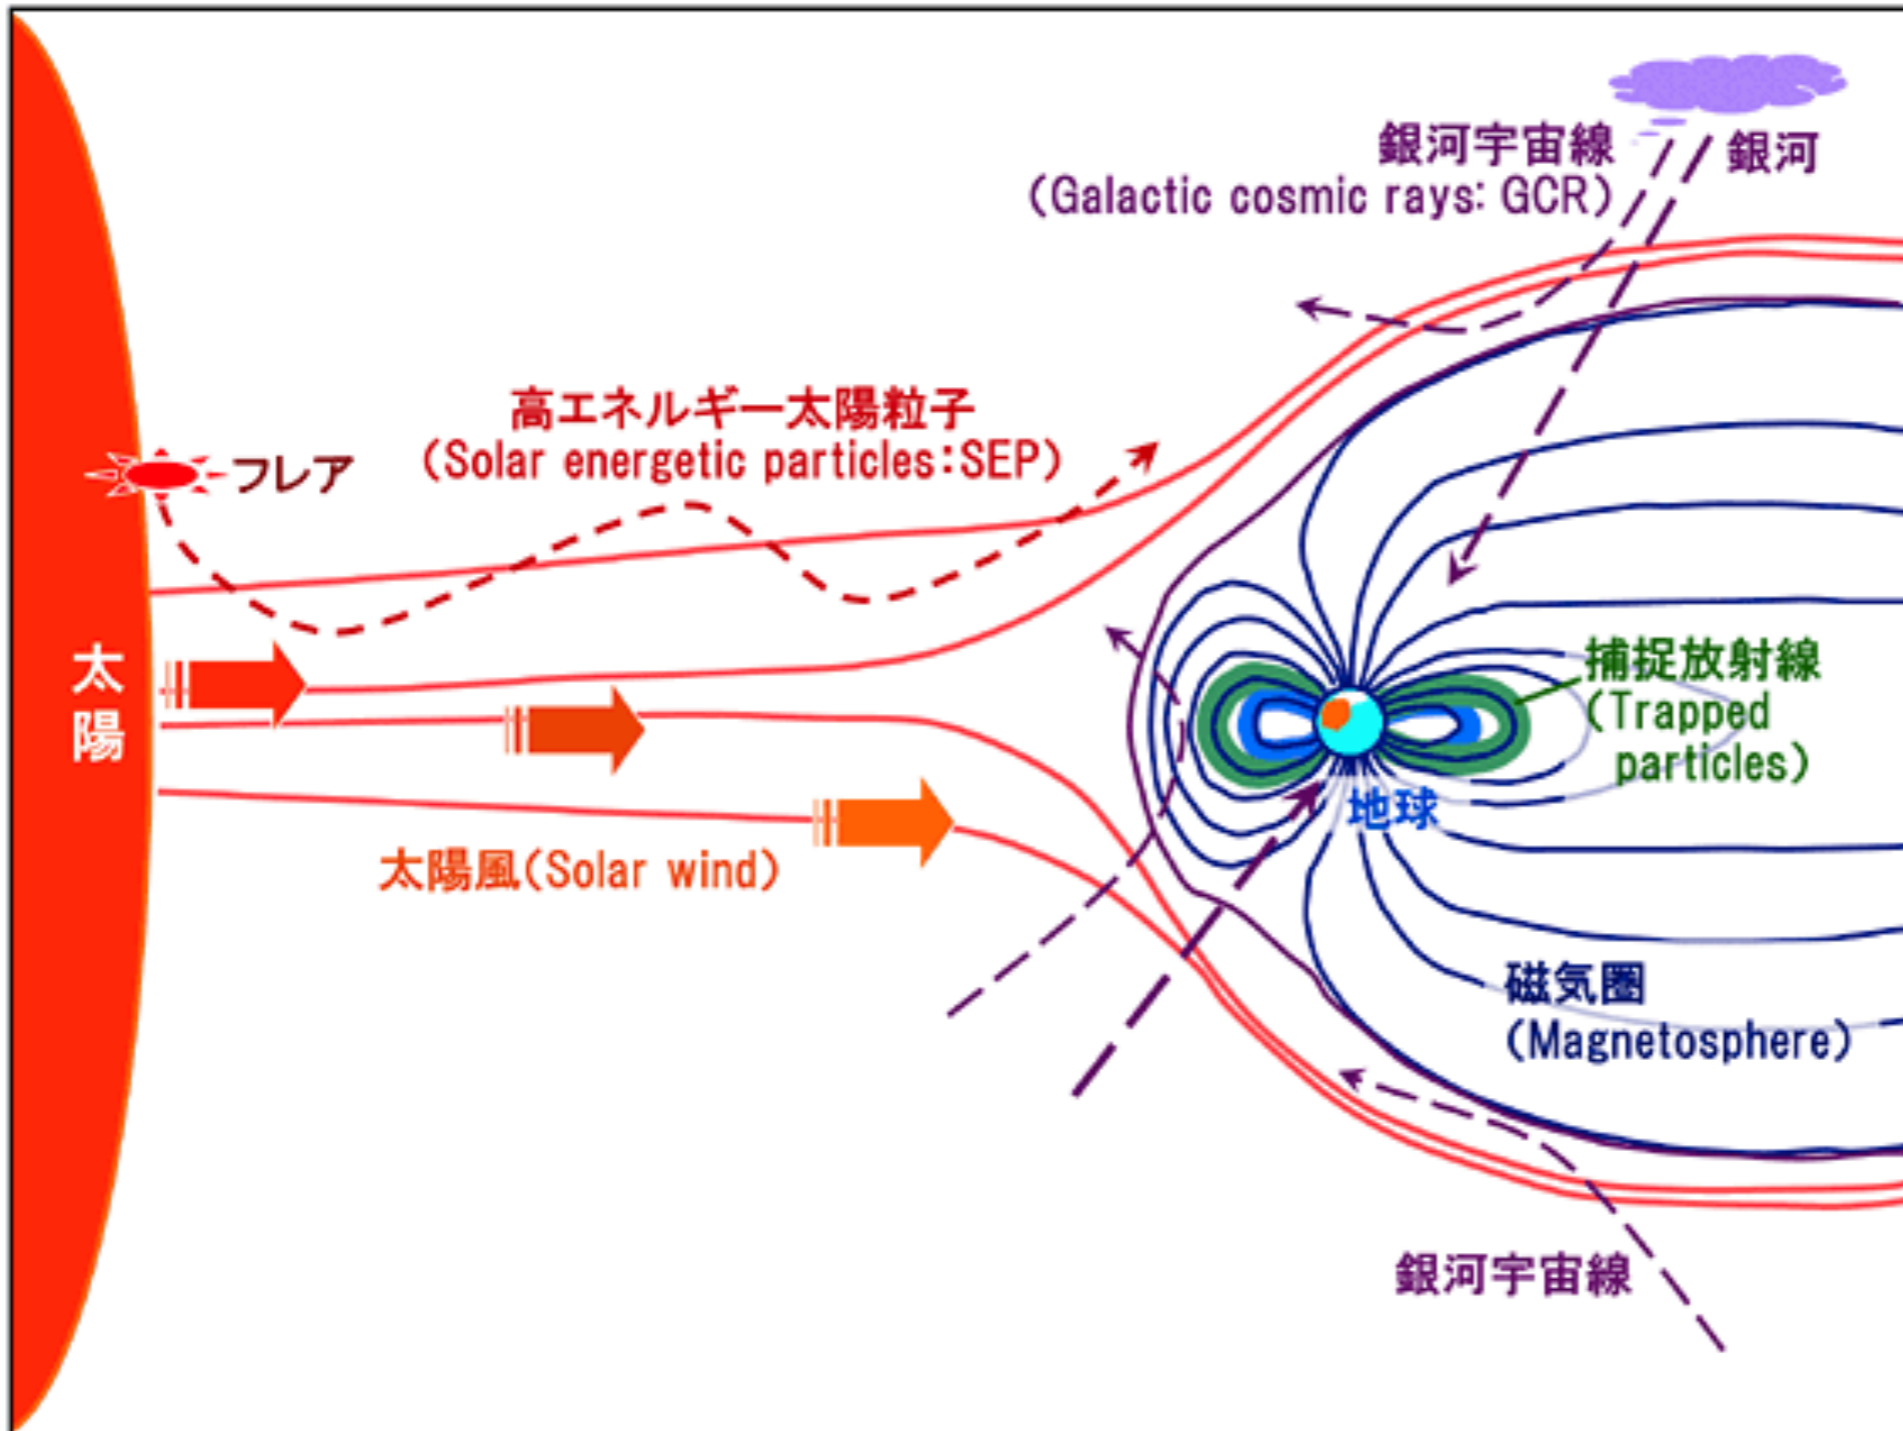 銀河宇宙線
(Galactic cosmic rays: GCR)
銀河
高エネルギー太陽粒子
(Solar energetic particles:SEP)
フレア
太
陽
捕捉放射線
(Trapped
particles)
地球
太陽風(Solar wind)
磁気圏
(Magnetosphere)
銀河宇宙線